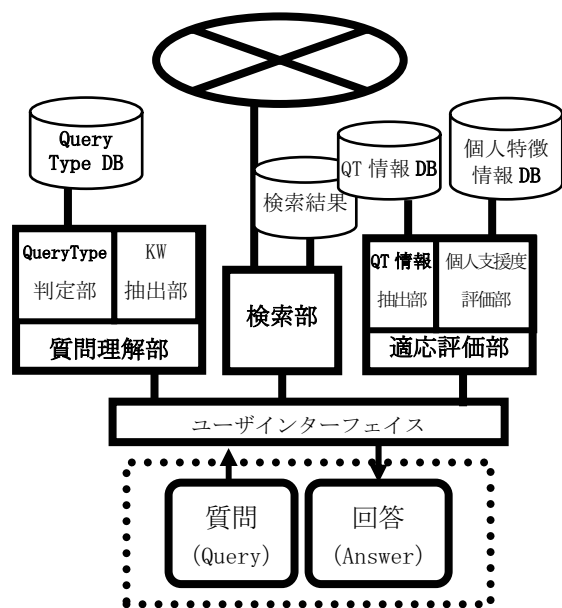 Query
Type DB
検索結果
QT 情報 DB
個人特徴
情報 DB
QueryType
判定部
KW
抽出部
質問理解部
検索部
QT 情報
抽出部
個人支援度
評価部
適応評価部
ユーザインターフェイス
質問
(Query)
回答
(Answer)